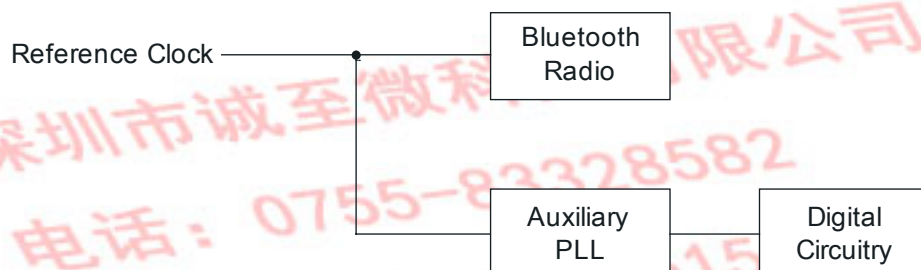 Reference Clock
Bluetooth
Radio
深圳市诚至微科
有限公司
电话：0755-83328582
Auxiliary
PLL
Digital
Circuitry